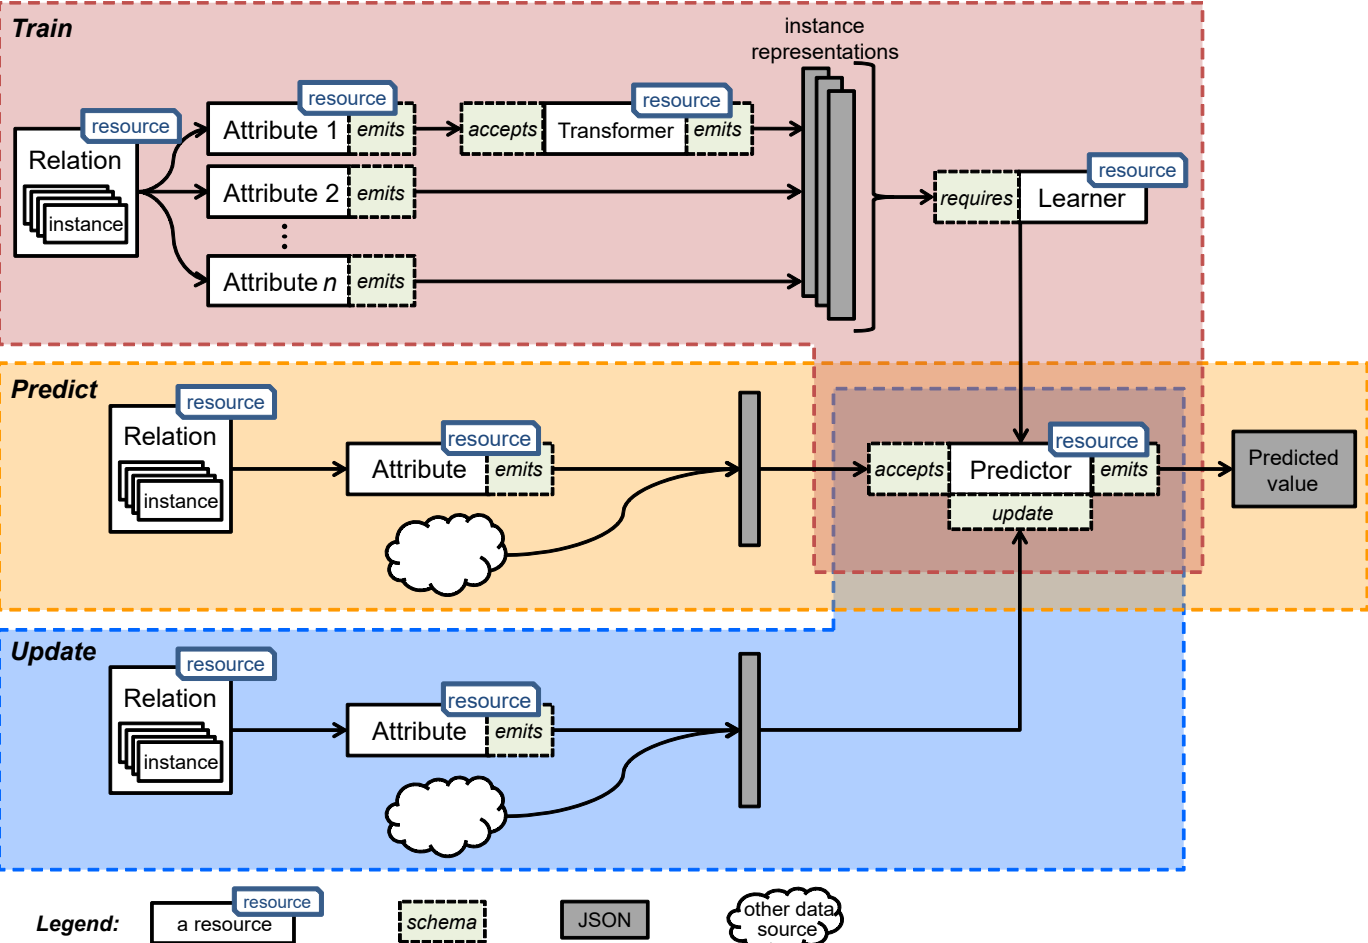 Train
instance
representations
resource
Relation
instance
resource
Attribute 1
emits
accepts
resource
Transformer
emits
Attribute 2
emits
Attribute n
emits
resource
requires
Learner
Predict
resource
Relation
instance
resource
Attribute
emits
resource
accepts
Predictor
emits
update
Predicted
value
Update
resource
Relation
instance
resource
Attribute
emits
Legend:
resource
a resource
schema
JSON
other data
source